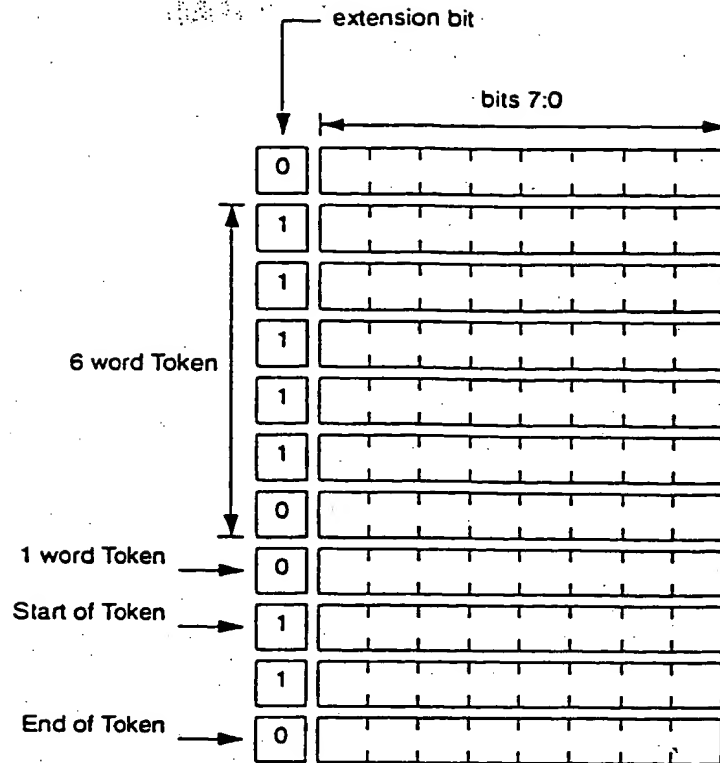 extension bit
bits 7:0
0
1
1
1
6 word Token
1
1
0
1 word Token
0
Start of Token
1
1
End of Token
0